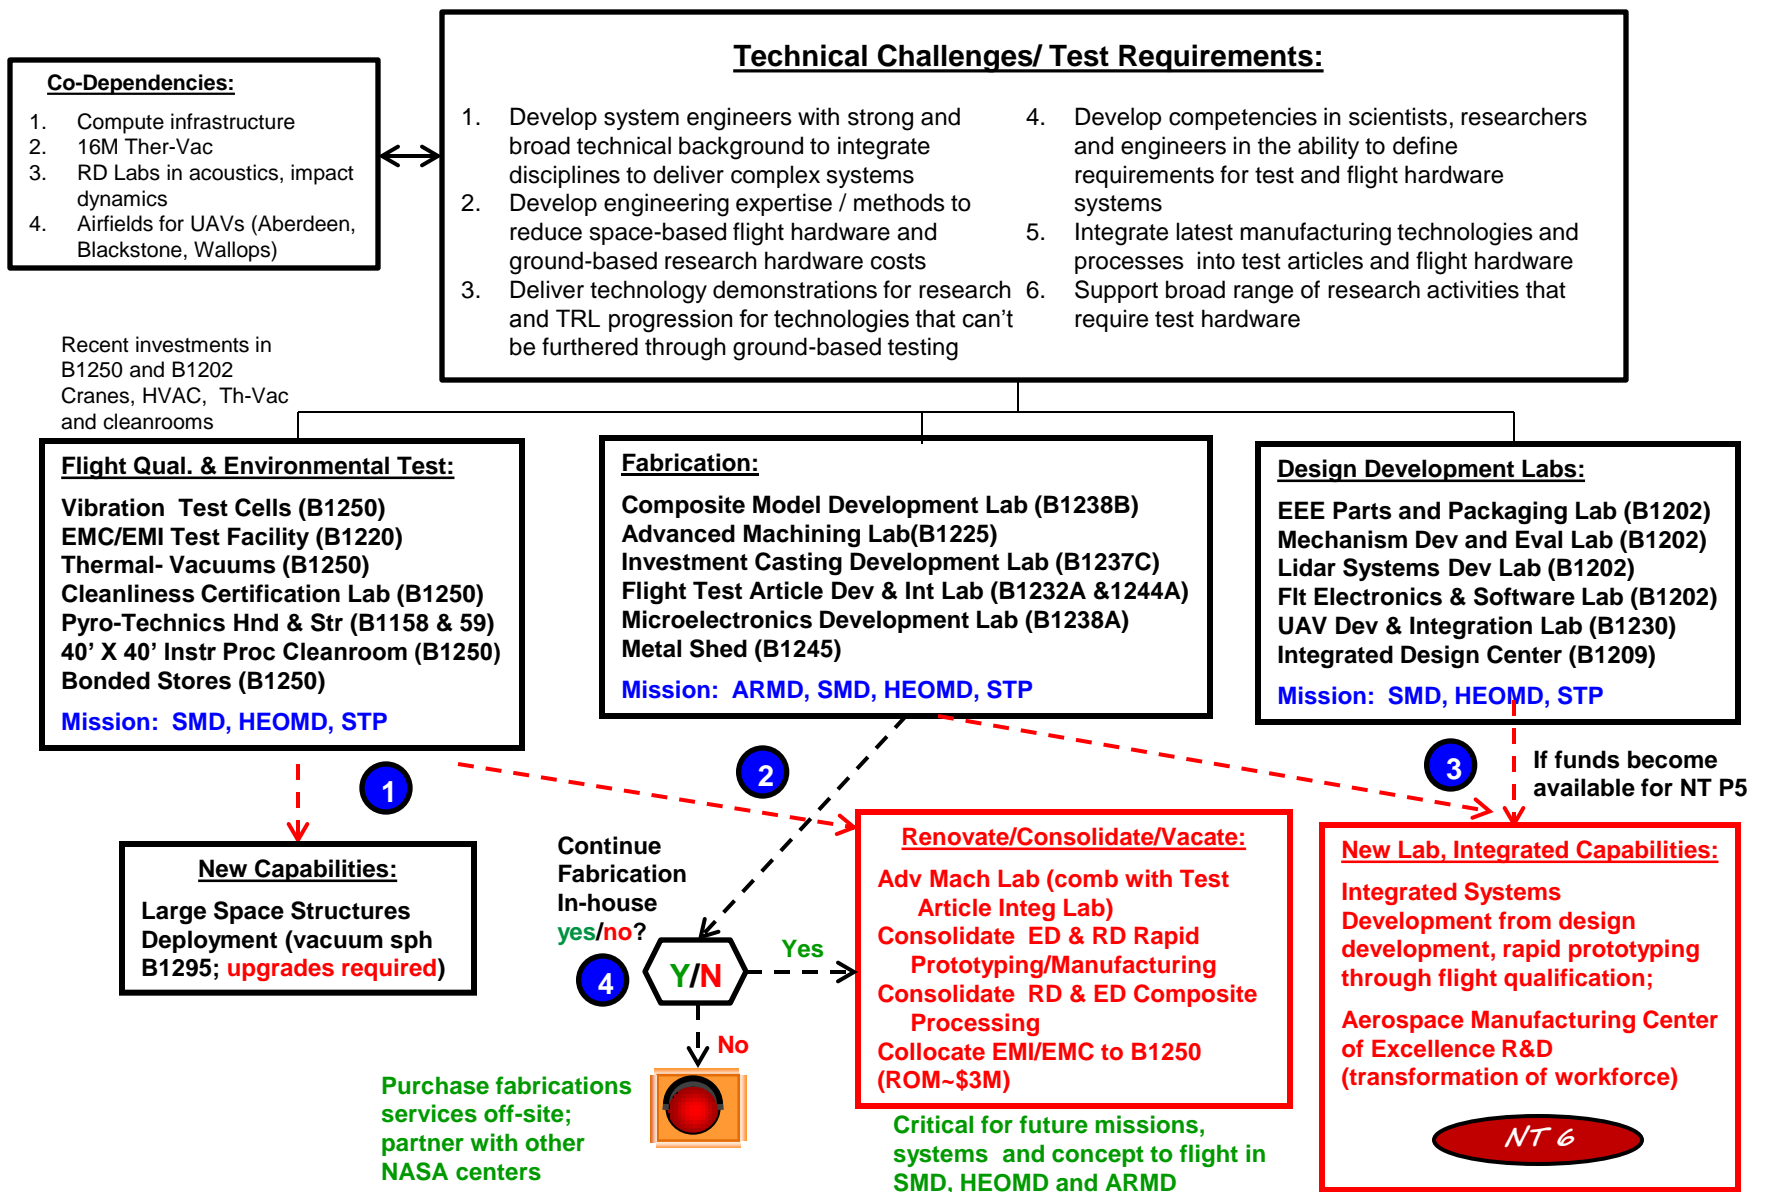 Technical Challenges/ Test Requirements:
Co-Dependencies:
1. Compute infrastructure
2. 16M Ther-Vac
3. RD Labs in acoustics, impact
dynamics
4. Airfields for UAVs (Aberdeen,
Blackstone, Wallops)
1. Develop system engineers with strong and
broad technical background to integrate
disciplines to deliver complex systems
2. Develop engineering expertise / methods to
reduce space-based flight hardware and
ground-based research hardware costs
3. Deliver technology demonstrations for research
and TRL progression for technologies that can't
be furthered through ground-based testing
4. Develop competencies in scientists, researchers
and engineers in the ability to define
requirements for test and flight hardware
systems
5. Integrate latest manufacturing technologies and
processes into test articles and flight hardware
6. Support broad range of research activities that
require test hardware
Recent investments in
B1250 and B1202
Cranes, HVAC, Th-Vac
and cleanrooms
Flight Qual. & Environmental Test:
Vibration Test Cells (B1250)
EMC/EMI Test Facility (B1220)
Thermal- Vacuums (B1250)
Cleanliness Certification Lab (B1250)
Pyro-Technics Hnd & Str (B1158 & 59)
40’ X 40’ Instr Proc Cleanroom (B1250)
Bonded Stores (B1250)
Mission: SMD, HEOMD, STP
Fabrication:
Composite Model Development Lab (B1238B)
Advanced Machining Lab(B1225)
Investment Casting Development Lab (B1237C)
Flight Test Article Dev & Int Lab (B1232A &1244A)
Microelectronics Development Lab (B1238A)
Metal Shed (B1245)
Mission: ARMD, SMD, HEOMD, STP
Design Development Labs:
EEE Parts and Packaging Lab (B1202)
Mechanism Dev and Eval Lab (B1202)
Lidar Systems Dev Lab (B1202)
Flt Electronics & Software Lab (B1202)
UAV Dev & Integration Lab (B1230)
Integrated Design Center (B1209)
Mission: SMD, HEOMD, STP
1
2
3
If funds become
available for NT P5
New Capabilities:
Large Space Structures
Deployment (vacuum sph
B1295; upgrades required)
Continue
Fabrication
In-house
yes/no?
4
Y/N
Yes
No
Purchase fabrications
services off-site;
partner with other
NASA centers
Renovate/Consolidate/Vacate:
Adv Mach Lab (comb with Test
Article Integ Lab)
Consolidate ED & RD Rapid
Prototyping/Manufacturing
Consolidate RD & ED Composite
Processing
Collocate EMI/EMC to B1250
(ROM~$3M)
Critical for future missions,
systems and concept to flight in
SMD, HEOMD and ARMD
New Lab, Integrated Capabilities:
Integrated Systems
Development from design
development, rapid prototyping
through flight qualification;
Aerospace Manufacturing Center
of Excellence R&D
(transformation of workforce)
NT 6